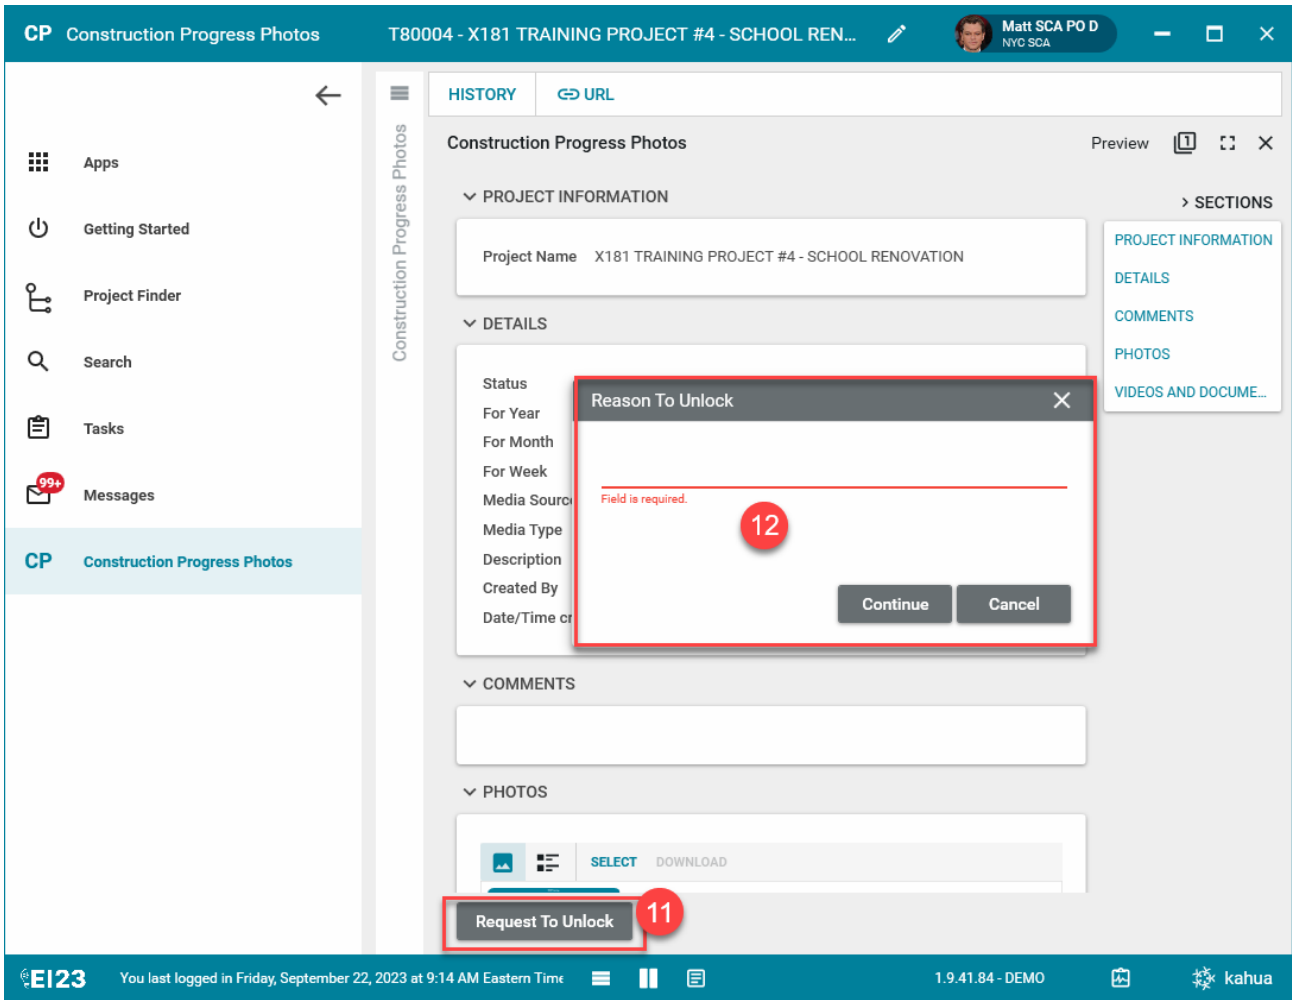 CP Construction Progress Photos
T80004 - X181 TRAINING PROJECT #4 - SCHOOL REN...
Matt SCA PO D
NYC SCA
Apps
Getting Started
Project Finder
Search
Tasks
99+
Messages
CP Construction Progress Photos
Construction Progress Photos
HISTORY
URL
Construction Progress Photos
Preview
1
PROJECT INFORMATION
Project Name X181 TRAINING PROJECT #4 - SCHOOL RENOVATION
DETAILS
Status
For Year
For Month
For Week
Media Source
Media Type
Description
Created By
Date/Time cr
Reason To Unlock
Field is required.
12
Continue
Cancel
COMMENTS
PHOTOS
SELECT
DOWNLOAD
Request To Unlock
11
SECTIONS
PROJECT INFORMATION
DETAILS
COMMENTS
PHOTOS
VIDEOS AND DOCUME...
EI23
You last logged in Friday, September 22, 2023 at 9:14 AM Eastern Time
1.9.41.84 - DEMO
kahua